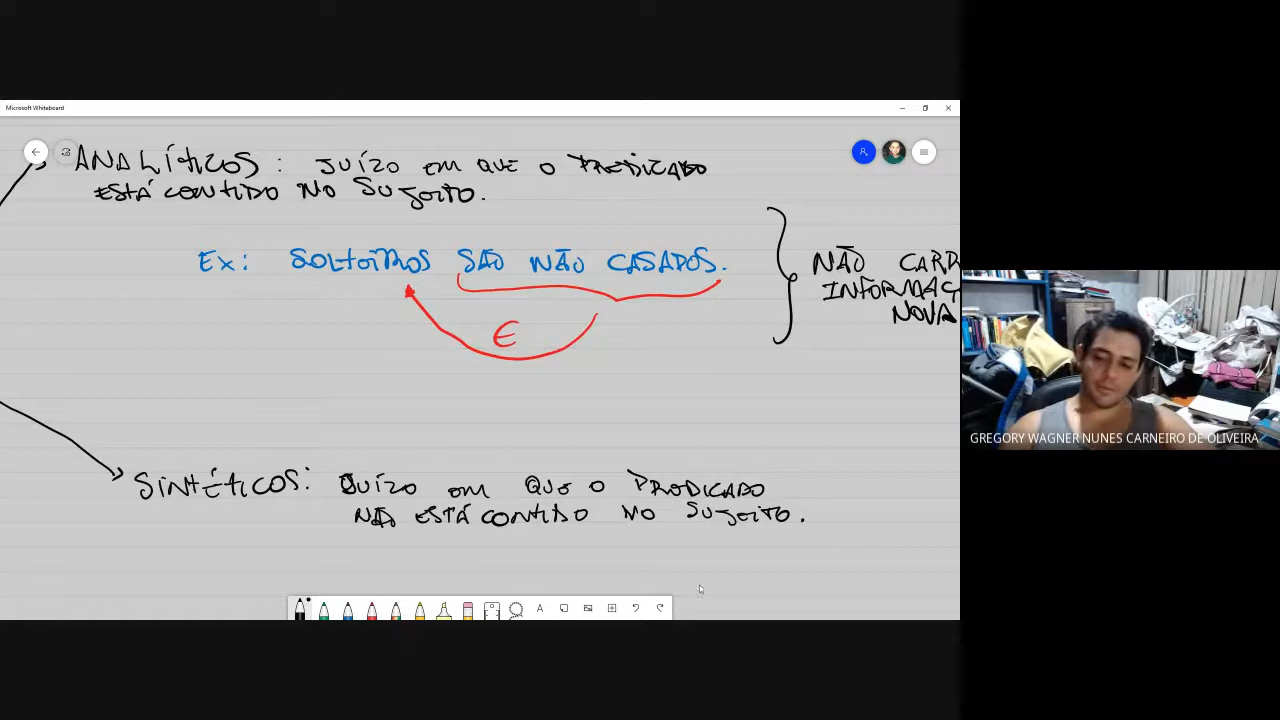 Microsoft Whiteboard
ANALÍTICOS: JUÍZO EM QUE O PREDICADO
ESTÁ CONTIDO NO SUJEITO.
EX: SOLTEIROS SÃO NÃO CASADOS.
NÃO CARR
INFORMAÇ
NOVA
E
SINTÉTICOS: JUÍZO EM QUE O PREDICADO
NÃO ESTÁ CONTIDO NO SUJEITO.
GREGORY WAGNER NUNES CARNEIRO DE OLIVEIRA
A